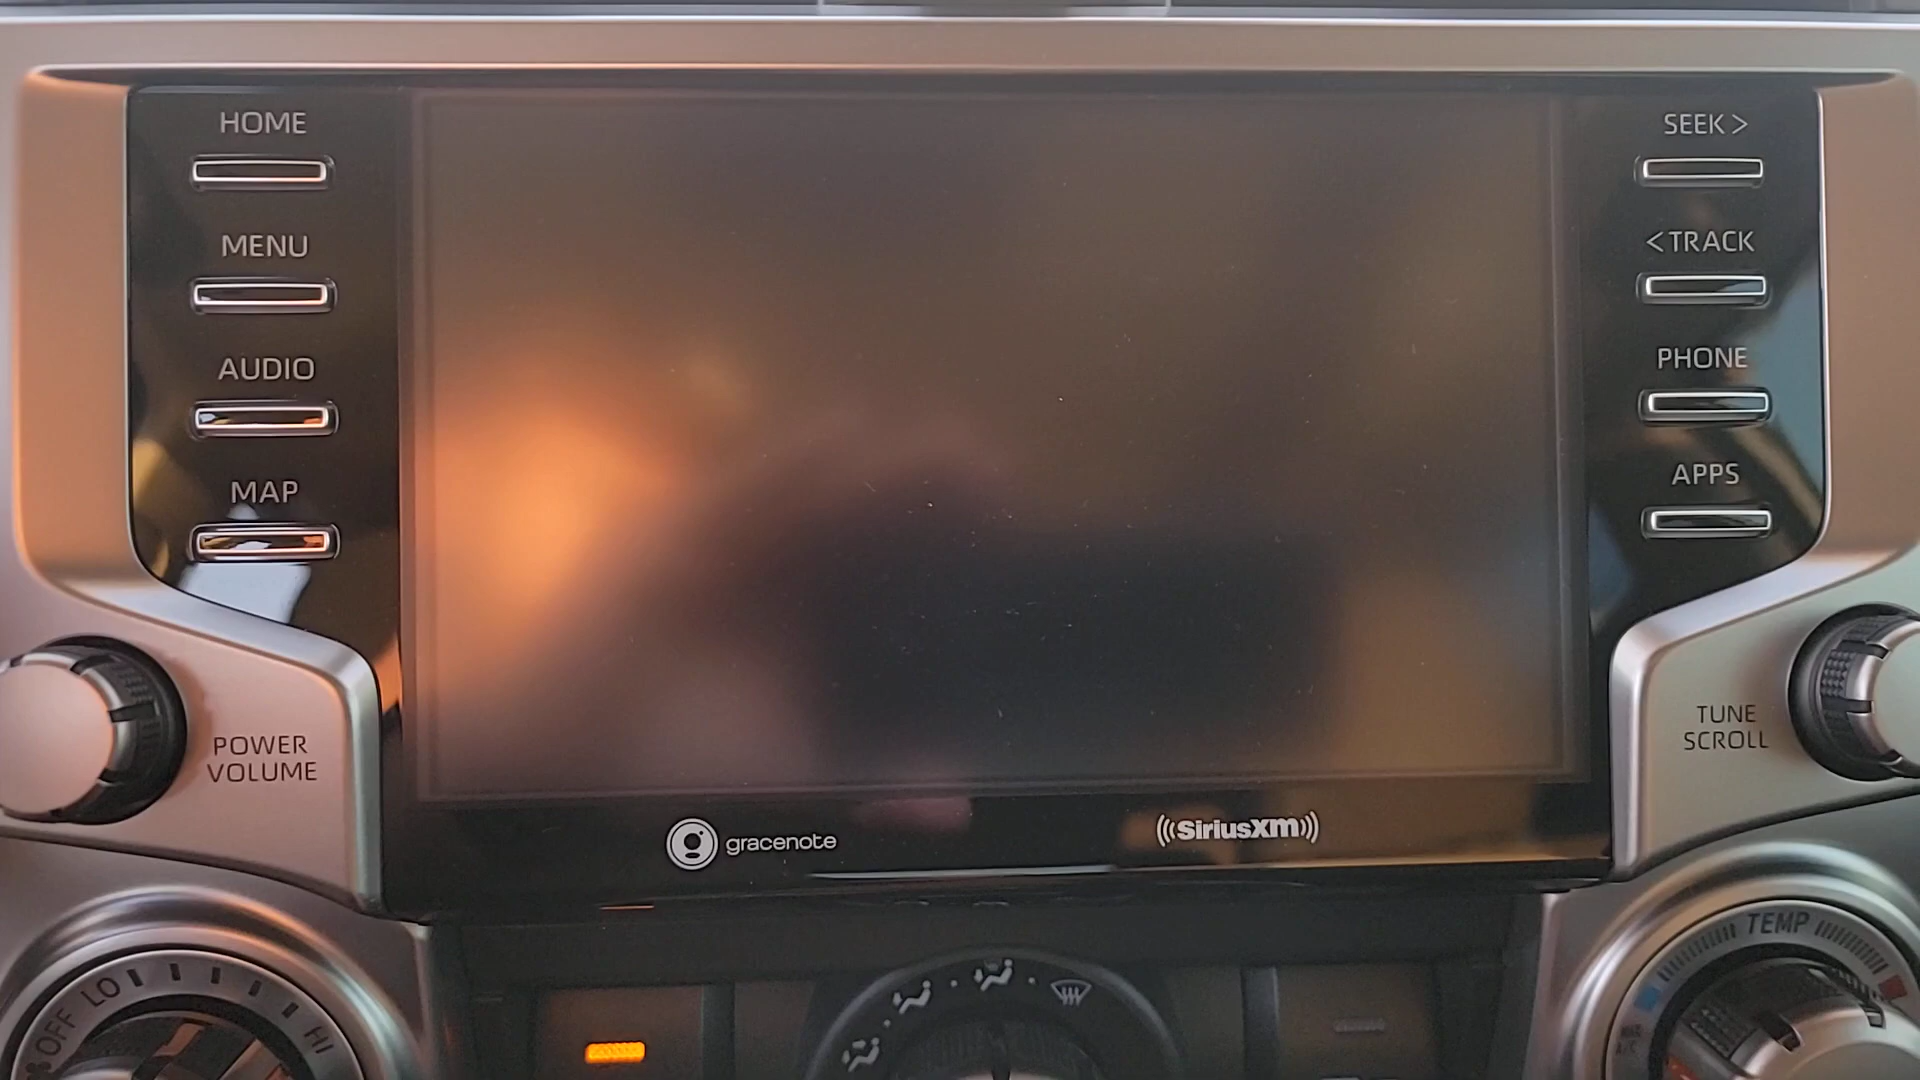 HOME
MENU
AUDIO
MAP
POWER
VOLUME
SEEK >
< TRACK
PHONE
APPS
TUNE
SCROLL
gracenote
((SiriusXM))
OFF LO HI
TEMP